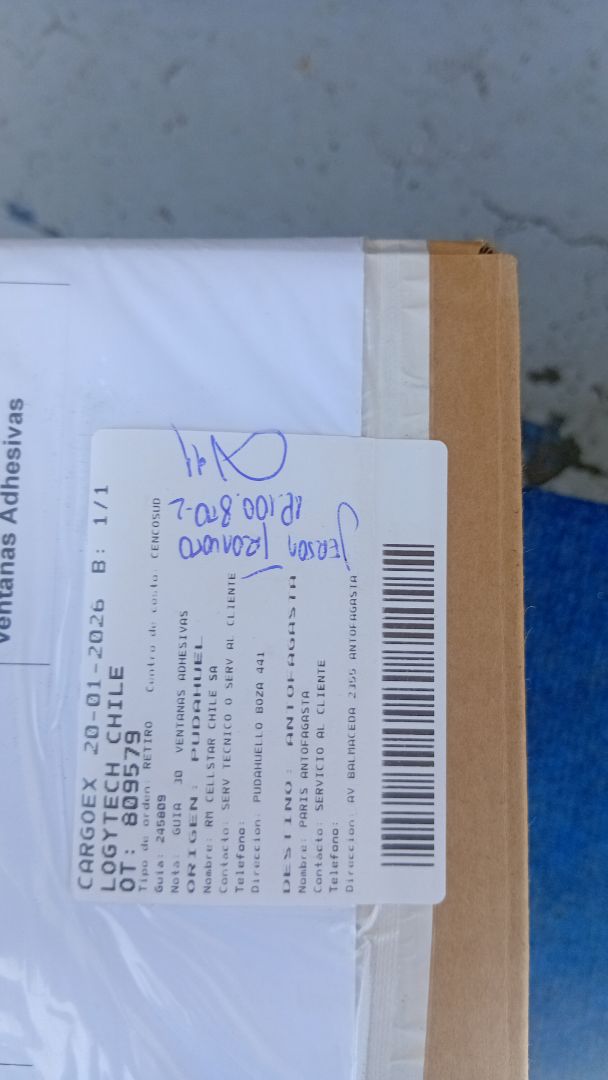 Ventanas Adhesivas
CARGOEX 20-01-2026 B: 1/1
LOGYTECH CHILE
OT: 809579
Tipo de orden: RETIRO Centro de costo: CENCOSUD
Guia: 245809
Nota: GUIA 30 VENTANAS ADHESIVAS
ORIGEN: PUDAHUEL
Nombre: RM CELLSTAR CHILE SA
Contacto: SERV TECNICO O SERV AL CLIENTE
Telefono:
Direccion: PUDAHUELLO BOZA 441
DESTINO: ANTOFAGASTA
Nombre: PARIS ANTOFAGASTA
Contacto: SERVICIO AL CLIENTE
Telefono:
Direccion: AV BALMACEDA 2355 ANTOFAGASTA
JERSON